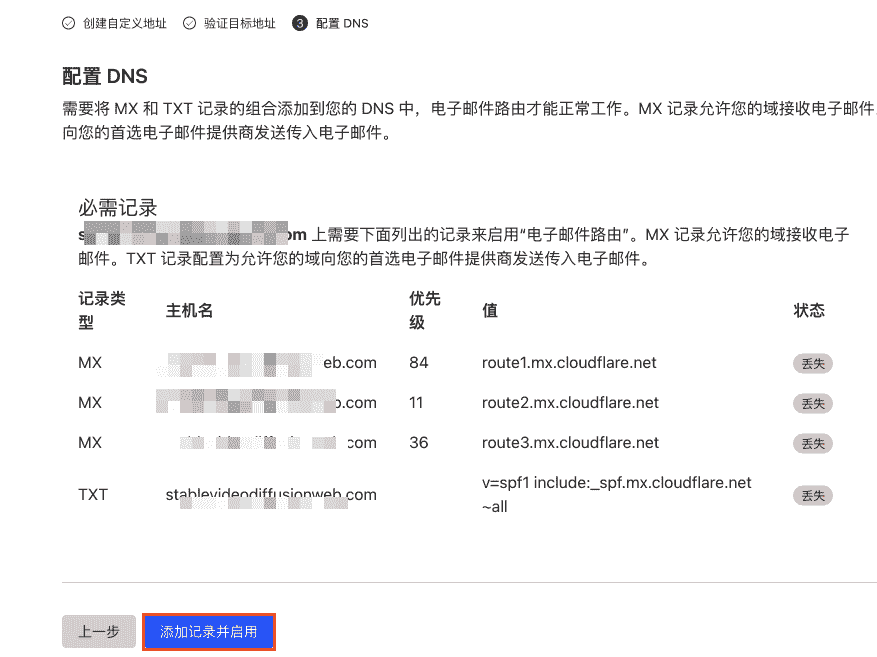 创建自定义地址 验证目标地址 3 配置 DNS
配置 DNS
需要将 MX 和 TXT 记录的组合添加到您的 DNS 中，电子邮件路由才能正常工作。MX 记录允许您的域接收电子邮件
向您的首选电子邮件提供商发送传入电子邮件。
必需记录
om 上需要下面列出的记录来启用“电子邮件路由”。MX 记录允许您的域接收电子
邮件。TXT 记录配置为允许您的域向您的首选电子邮件提供商发送传入电子邮件。
记录类型 主机名 优先级 值 状态
MX eb.com 84 route1.mx.cloudflare.net 丢失
MX .com 11 route2.mx.cloudflare.net 丢失
MX com 36 route3.mx.cloudflare.net 丢失
TXT stablevideodiffusionweb.com v=spf1 include:_spf.mx.cloudflare.net 丢失
~all
上一步 添加记录并启用